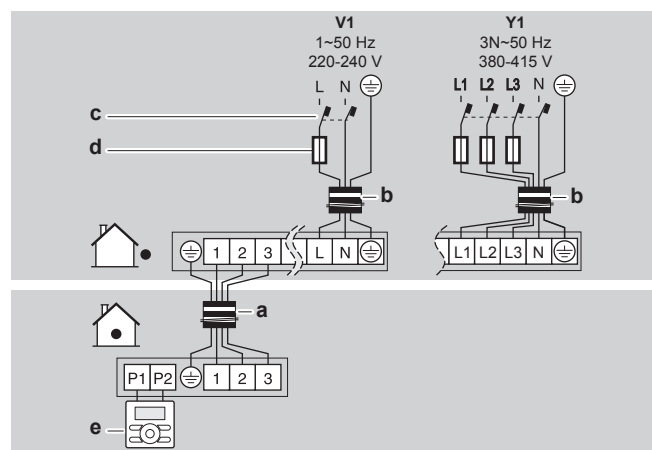 V1 Y1
1~50 Hz 3N~50 Hz
220-240 V 380-415 V
L N L1 L2 L3 N
c
d
b b
1 2 3 L N L1 L2 L3 N
a
P1 P2 1 2 3
e